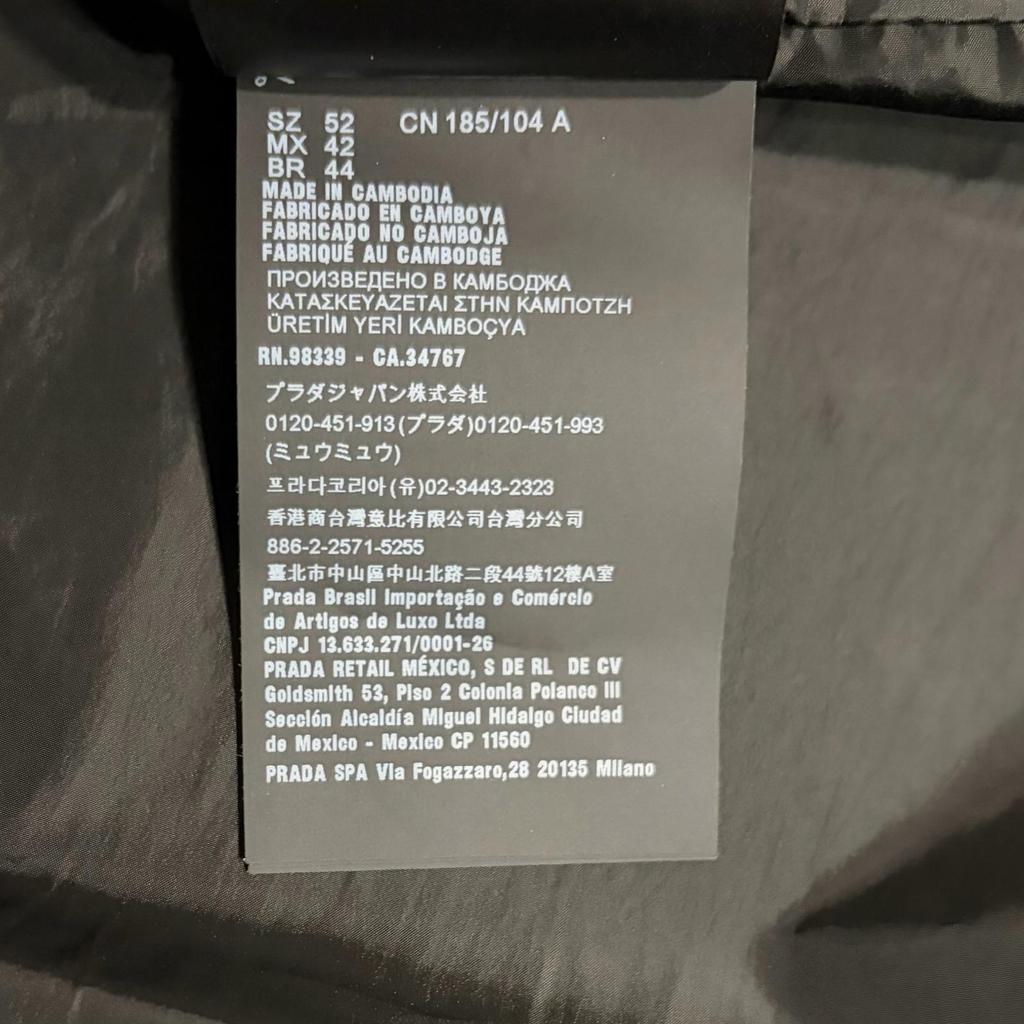 SZ 52 CN 185/104 A
MX 42
BR 44
MADE IN CAMBODIA
FABRICADO EN CAMBOYA
FABRICADO NO CAMBOJA
FABRIQUÉ AU CAMBODGE
ПРОИЗВЕДЕНО В КАМБОДЖА
ΚΑΤΑΣΚΕΥΑΖΕΤΑΙ ΣΤΗΝ ΚΑΜΠΟΤΖΗ
ÜRETİM YERİ KAMBOÇYA
RN.98339 - CA.34767
プラダジャパン株式会社
0120-451-913(プラダ)0120-451-993
(ミュウミュウ)
프라다코리아(유)02-3443-2323
香港商台灣意比有限公司台灣分公司
886-2-2571-5255
臺北市中山區中山北路二段44號12樓A室
Prada Brasil Importação e Comércio
de Artigos de Luxo Ltda
CNPJ 13.633.271/0001-26
PRADA RETAIL MÉXICO, S DE RL DE CV
Goldsmith 53, Piso 2 Colonia Polanco III
Sección Alcaldía Miguel Hidalgo Ciudad
de Mexico - Mexico CP 11560
PRADA SPA Via Fogazzaro,28 20135 Milano